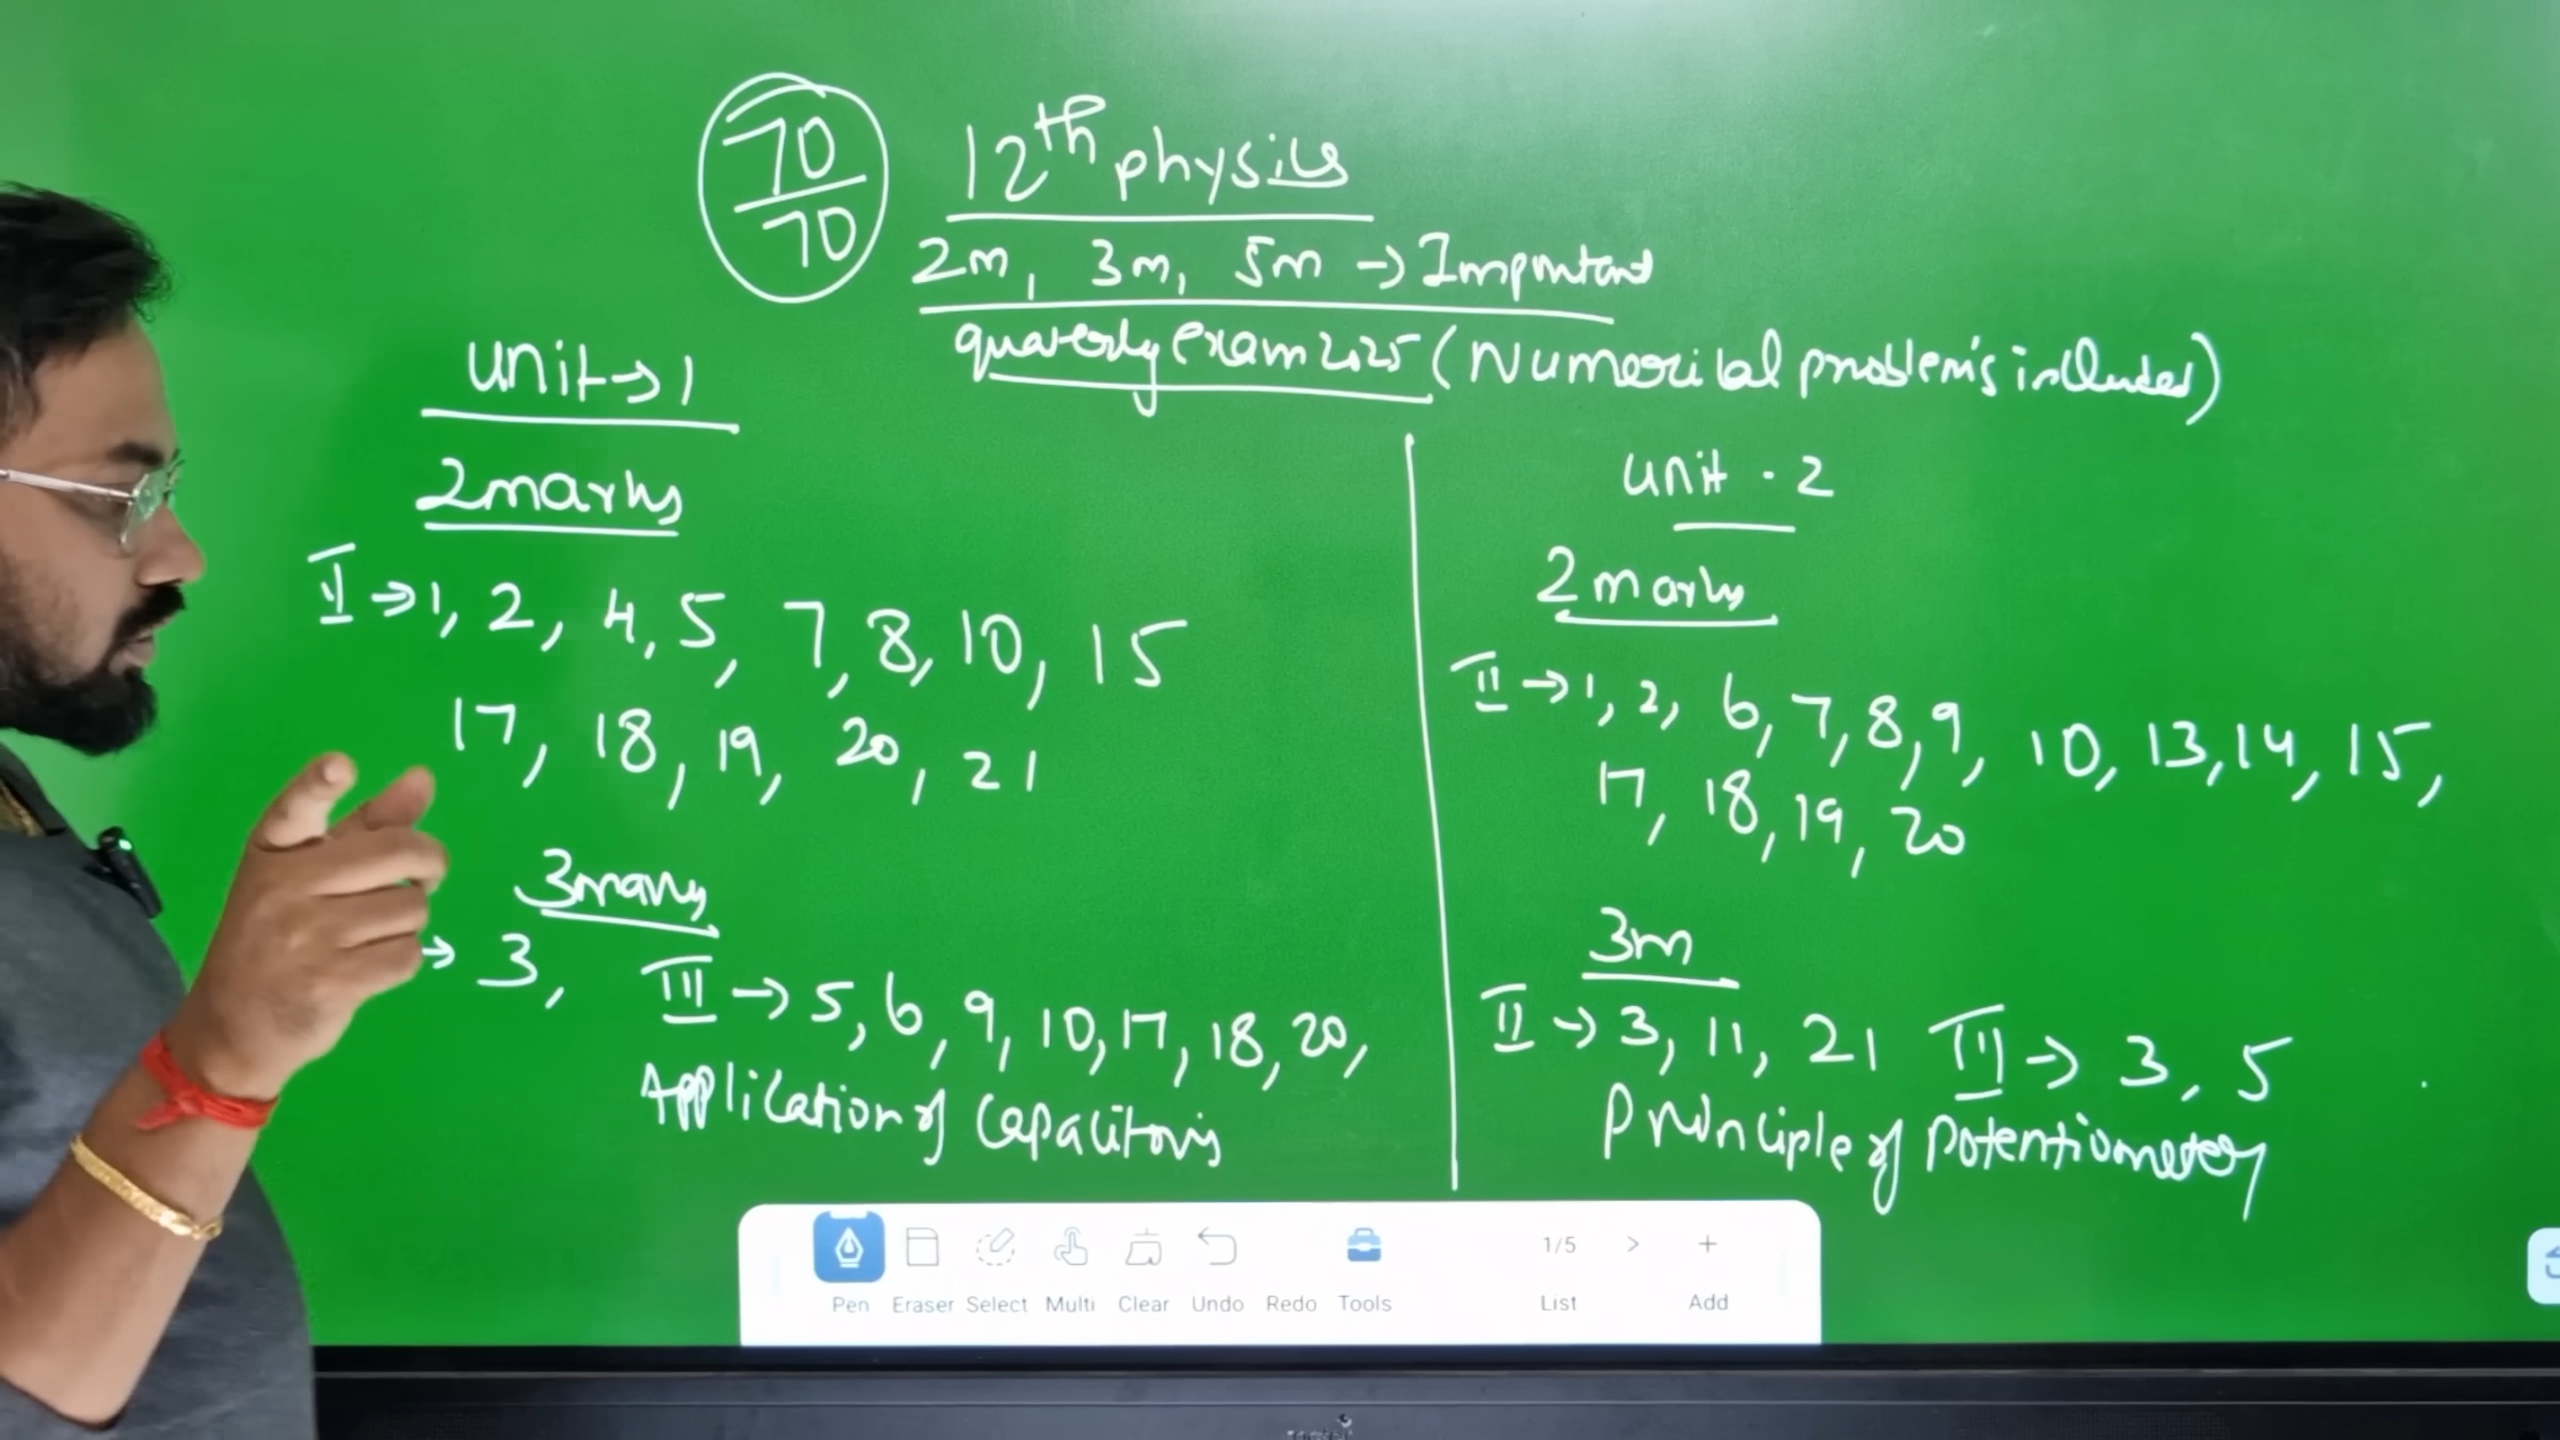 70
70
12th physics
2m, 3m, 5m → Important
quaterly exam 2025 (Numerical problem's included)
unit → 1
2 marks
II → 1, 2, 4, 5, 7, 8, 10, 15
17, 18, 19, 20, 21
3 marks
→ 3, III → 5, 6, 9, 10, 17, 18, 20,
Application of Capacitor's
unit - 2
2 marks
II → 1, 2, 6, 7, 8, 9, 10, 13, 14, 15,
17, 18, 19, 20
3m
II → 3, 11, 21 III → 3, 5
Principle of Potentiometer
1/5 > +
Pen Eraser Select Multi Clear Undo Redo Tools List Add